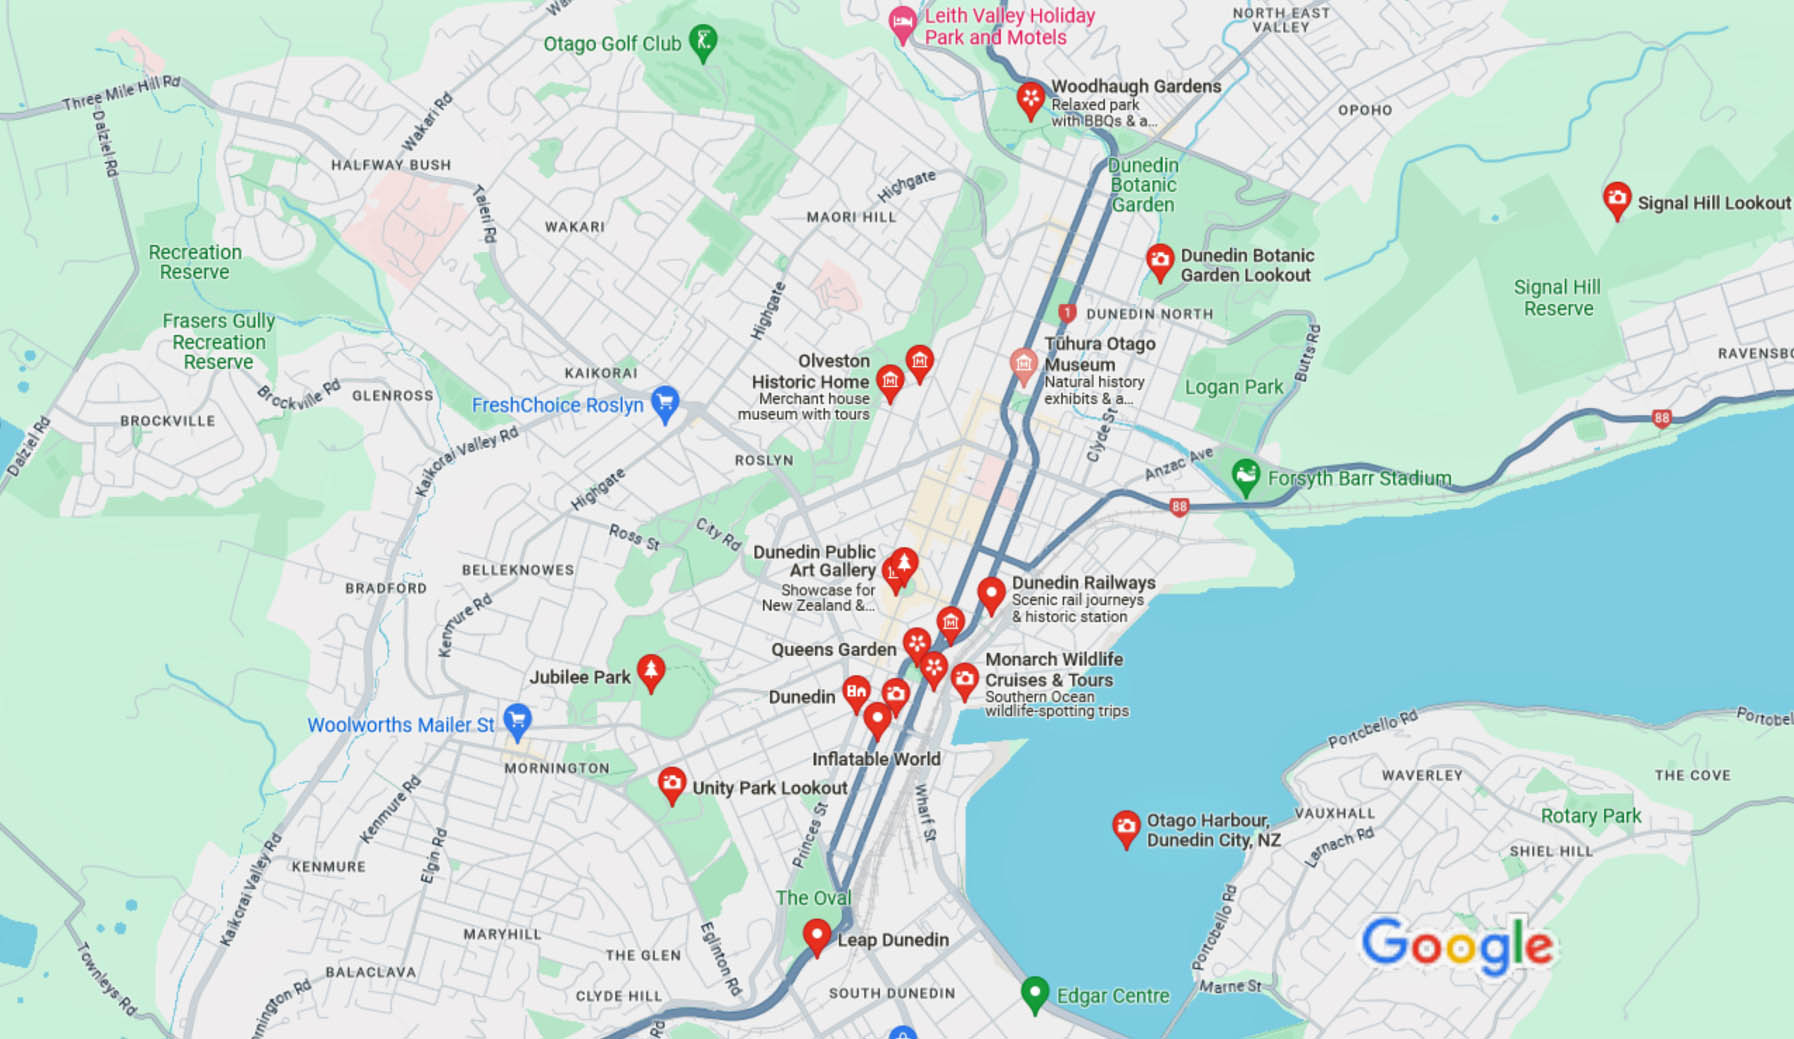 Leith Valley Holiday
Park and Motels
NORTH EAST
VALLEY
Otago Golf Club
Three Mile Hill Rd
Dalziel Rd
Wakari Rd
Woodhaugh Gardens
Relaxed park
with BBQs & a...
OPOHO
HALFWAY BUSH
Taieri Rd
Highgate
MAORI HILL
WAKARI
Dunedin
Botanic
Garden
Signal Hill Lookout
Recreation
Reserve
Dunedin Botanic
Garden Lookout
Signal Hill
Reserve
Frasers Gully
Recreation
Reserve
Highgate
1
DUNEDIN NORTH
Butts Rd
RAVENSBO
Olveston
Historic Home
Merchant house
museum with tours
Tūhura Otago
Museum
Natural history
exhibits & a...
KAIKORAI
Logan Park
Brockville Rd
GLENROSS
FreshChoice Roslyn
BROCKVILLE
Dalziel Rd
Kaikorai Valley Rd
Clyde St
88
ROSLYN
Anzac Ave
Forsyth Barr Stadium
Highgate
88
Ross St
City Rd
Dunedin Public
Art Gallery
Showcase for
New Zealand &...
BELLEKNOWES
BRADFORD
Kenmure Rd
Dunedin Railways
Scenic rail journeys
& historic station
Queens Garden
Monarch Wildlife
Cruises & Tours
Southern Ocean
wildlife-spotting trips
Jubilee Park
Dunedin
Woolworths Mailer St
Portobello Rd
Portobel
Inflatable World
MORNINGTON
Unity Park Lookout
WAVERLEY
THE COVE
Kenmure Rd
Princes St
Wharf St
Otago Harbour,
Dunedin City, NZ
VAUXHALL
Rotary Park
Larnach Rd
SHIEL HILL
Elgin Rd
KENMURE
Kaikorai Valley Rd
The Oval
Portobello Rd
Google
MARYHILL
Leap Dunedin
THE GLEN
Eglinton Rd
BALACLAVA
Townleys Rd
rnington Rd
CLYDE HILL
SOUTH DUNEDIN
Edgar Centre
Marne St
Rd